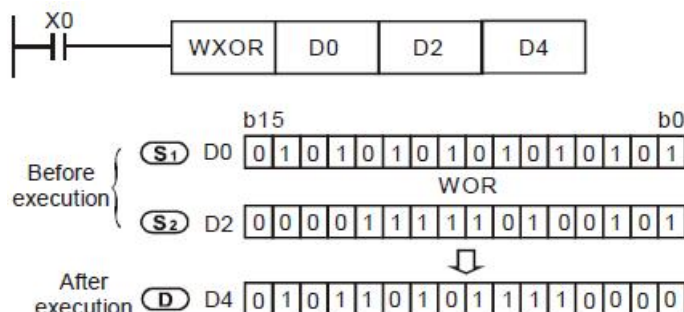 X0
WXOR D0 D2 D4
b15 b0
Before execution
S1 D0 0 1 0 1 0 1 0 1 0 1 0 1 0 1 0 1
WOR
S2 D2 0 0 0 0 1 1 1 1 1 0 1 0 0 1 0 1
After execution
D D4 0 1 0 1 1 0 1 0 1 1 1 1 0 0 0 0